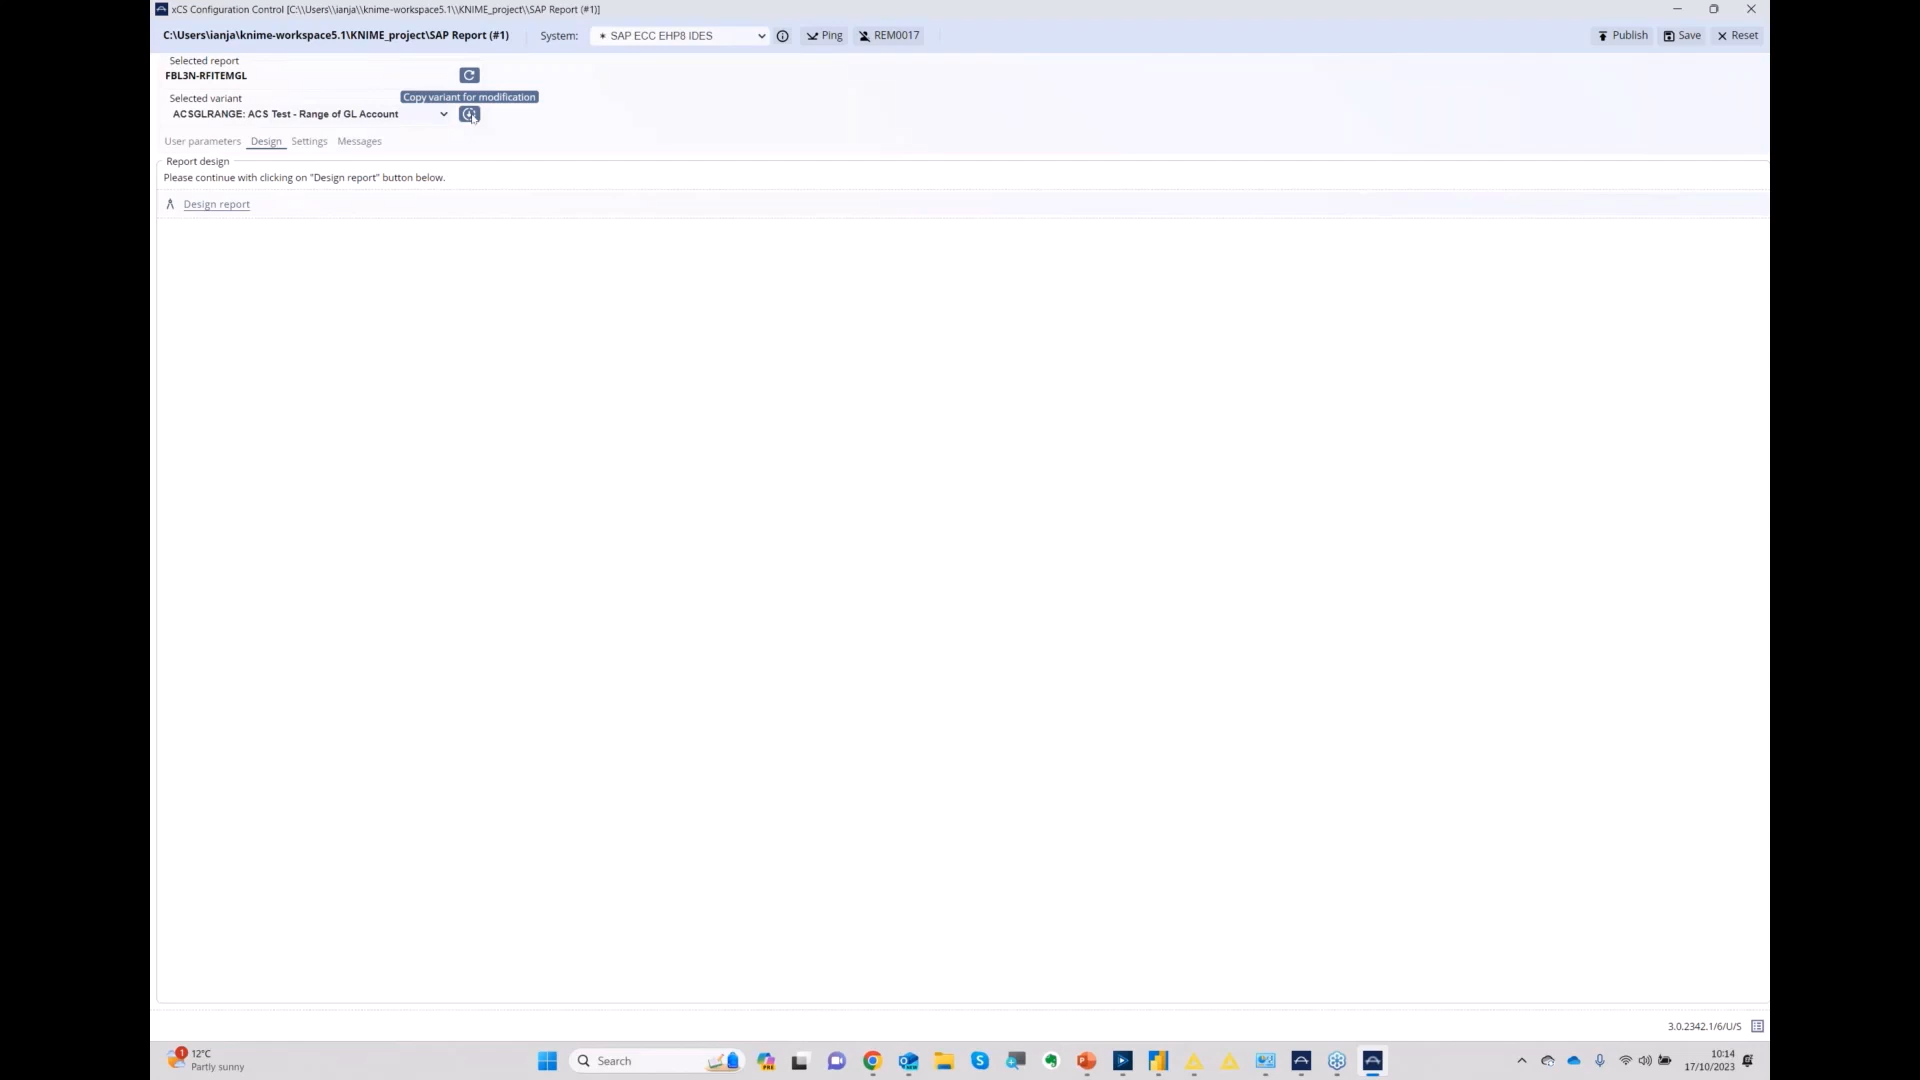 xCS Configuration Control [C:\\Users\\ianja\\knime-workspace5.1\\KNIME_project\\SAP Report (#1)]
C:\Users\ianja\knime-workspace5.1\KNIME_project\SAP Report (#1) System: ✶ SAP ECC EHP8 IDES Ping REM0017 Publish Save Reset
Selected report
FBL3N-RFITEMGL
Selected variant Copy variant for modification
ACSGLRANGE: ACS Test - Range of GL Account
User parameters Design Settings Messages
Report design
Please continue with clicking on "Design report" button below.
Design report
3.0.2342.1/6/U/S
1 12°C
Partly sunny
Search
10:14
17/10/2023